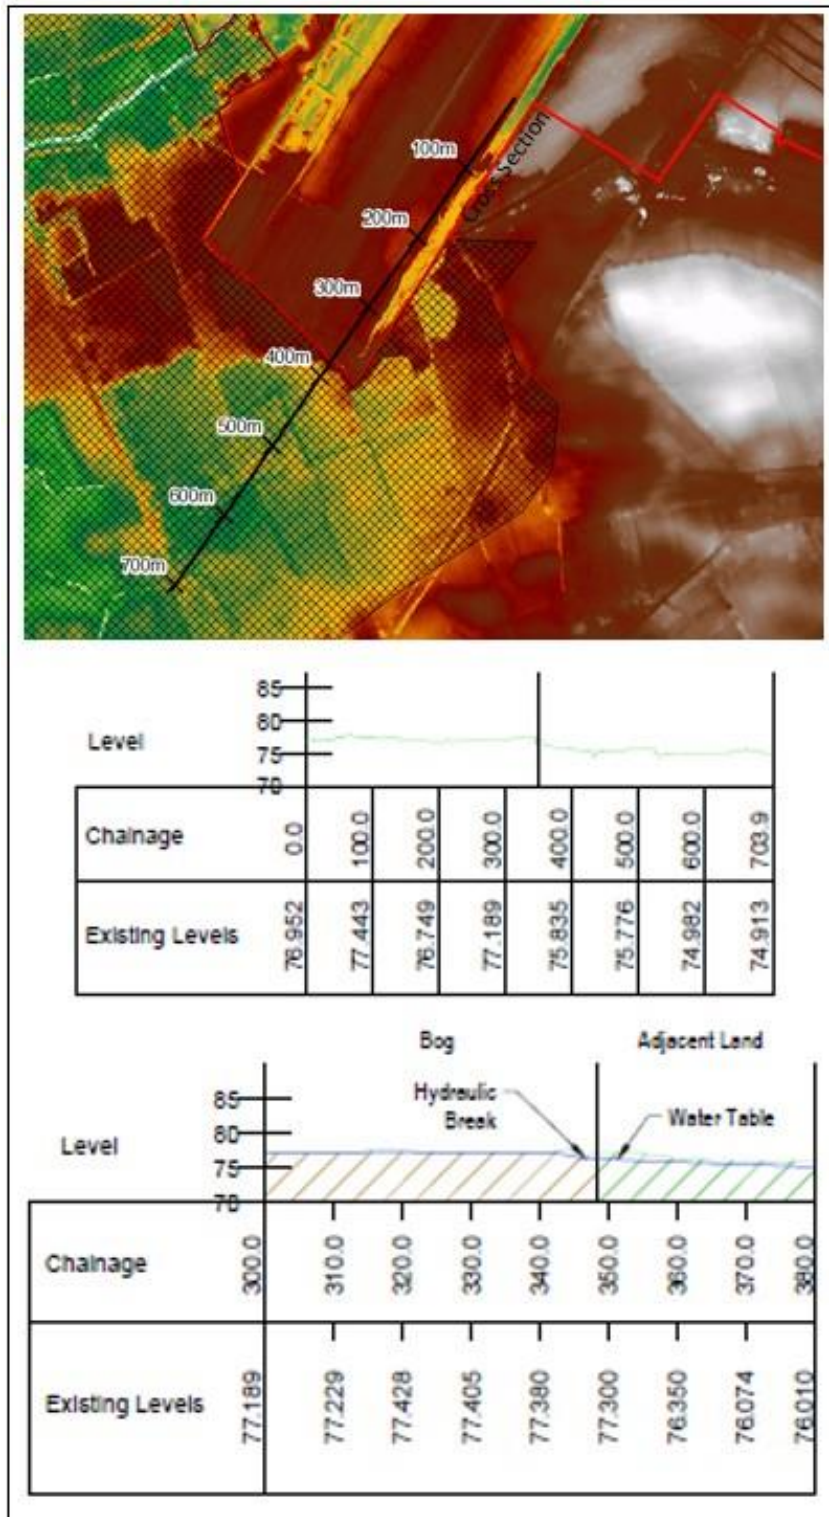 100m
Cross Section
200m
300m
400m
500m
600m
700m
85
80
Level
75
70
Chainage 0.0 100.0 200.0 300.0 400.0 500.0 600.0 703.9
Existing Levels 76.952 77.443 76.749 77.189 75.835 75.776 74.982 74.913
Bog Adjacent Land
85
Hydraulic
Break
Water Table
80
Level
75
70
Chainage 300.0 310.0 320.0 330.0 340.0 350.0 360.0 370.0 380.0
Existing Levels 77.189 77.229 77.428 77.405 77.380 77.300 76.350 76.074 76.010